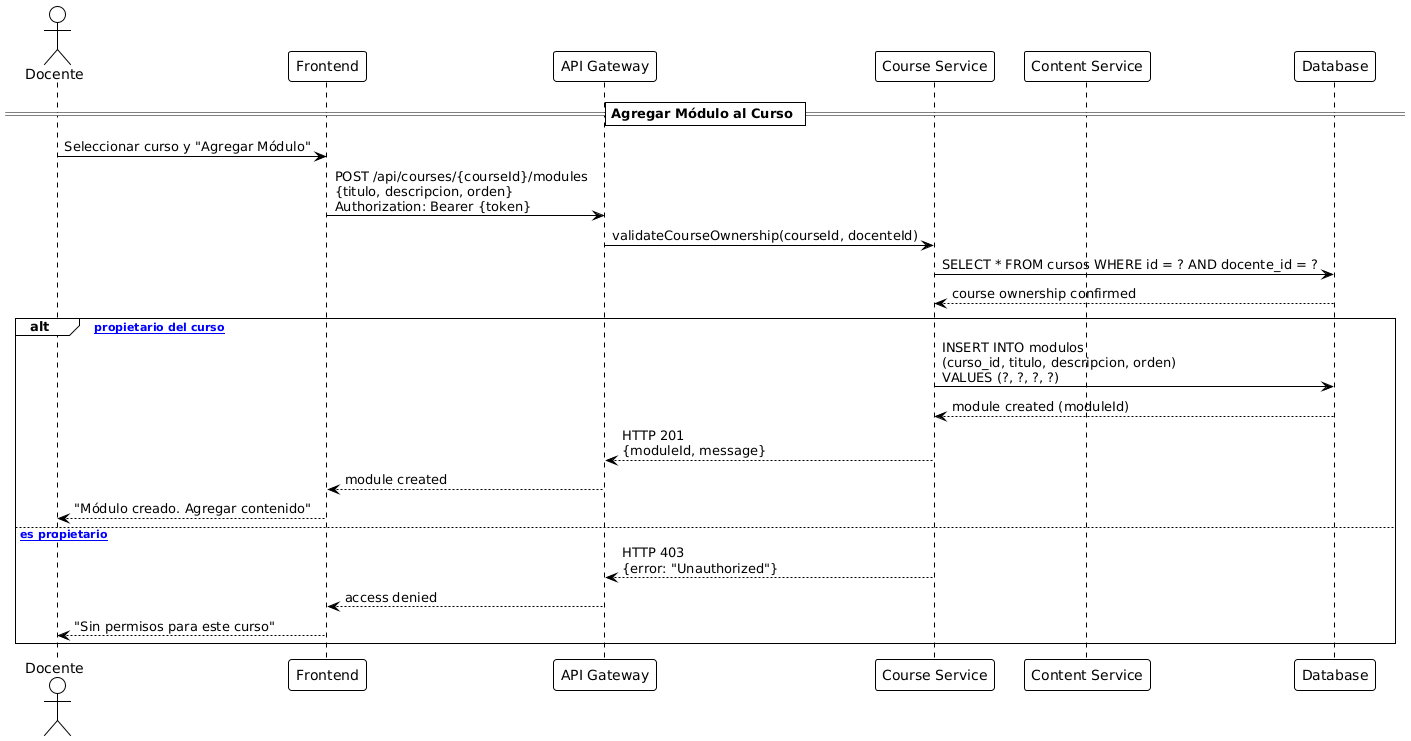 Docente
Frontend
API Gateway
Course Service
Content Service
Database
Agregar Módulo al Curso
Seleccionar curso y "Agregar Módulo"
POST /api/courses/{courseId}/modules
{titulo, descripcion, orden}
Authorization: Bearer {token}
validateCourseOwnership(courseId, docenteId)
SELECT * FROM cursos WHERE id = ? AND docente_id = ?
course ownership confirmed
alt
propietario del curso
INSERT INTO modulos
(curso_id, titulo, descripcion, orden)
VALUES (?, ?, ?, ?)
module created (moduleId)
HTTP 201
{moduleId, message}
module created
"Módulo creado. Agregar contenido"
es propietario
HTTP 403
{error: "Unauthorized"}
access denied
"Sin permisos para este curso"
Docente
Frontend
API Gateway
Course Service
Content Service
Database